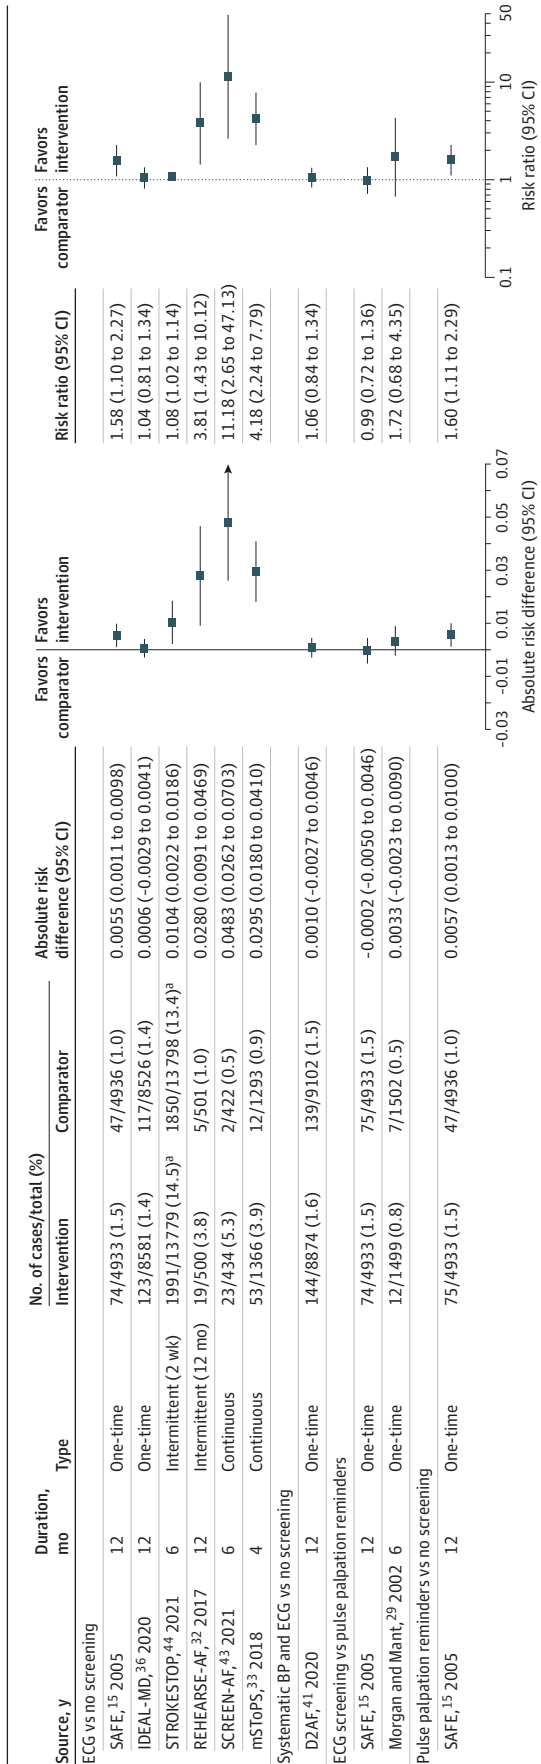 Source, y Duration, mo Type No. of cases/total (%) Intervention Comparator Absolute risk difference (95% CI) Favors comparator Favors intervention Risk ratio (95% CI) Favors comparator Favors intervention
ECG vs no screening
SAFE,15 2005 12 One-time 74/4933 (1.5) 47/4936 (1.0) 0.0055 (0.0011 to 0.0098) 1.58 (1.10 to 2.27)
IDEAL-MD,36 2020 12 One-time 123/8581 (1.4) 117/8526 (1.4) 0.0006 (-0.0029 to 0.0041) 1.04 (0.81 to 1.34)
STROKESTOP,44 2021 6 Intermittent (2 wk) 1991/13 779 (14.5)a 1850/13 798 (13.4)a 0.0104 (0.0022 to 0.0186) 1.08 (1.02 to 1.14)
REHEARSE-AF,32 2017 12 Intermittent (12 mo) 19/500 (3.8) 5/501 (1.0) 0.0280 (0.0091 to 0.0469) 3.81 (1.43 to 10.12)
SCREEN-AF,43 2021 6 Continuous 23/434 (5.3) 2/422 (0.5) 0.0483 (0.0262 to 0.0703) 11.18 (2.65 to 47.13)
mSToPS,33 2018 4 Continuous 53/1366 (3.9) 12/1293 (0.9) 0.0295 (0.0180 to 0.0410) 4.18 (2.24 to 7.79)
Systematic BP and ECG vs no screening
D2AF,41 2020 12 One-time 144/8874 (1.6) 139/9102 (1.5) 0.0010 (-0.0027 to 0.0046) 1.06 (0.84 to 1.34)
ECG screening vs pulse palpation reminders
SAFE,15 2005 12 One-time 74/4933 (1.5) 75/4933 (1.5) -0.0002 (-0.0050 to 0.0046) 0.99 (0.72 to 1.36)
Morgan and Mant,29 2002 6 One-time 12/1499 (0.8) 7/1502 (0.5) 0.0033 (-0.0023 to 0.0090) 1.72 (0.68 to 4.35)
Pulse palpation reminders vs no screening
SAFE,15 2005 12 One-time 75/4933 (1.5) 47/4936 (1.0) 0.0057 (0.0013 to 0.0100) 1.60 (1.11 to 2.29)
-0.03 -0.01 0.01 0.03 0.05 0.07 0.1 1 10 50
Absolute risk difference (95% CI) Risk ratio (95% CI)